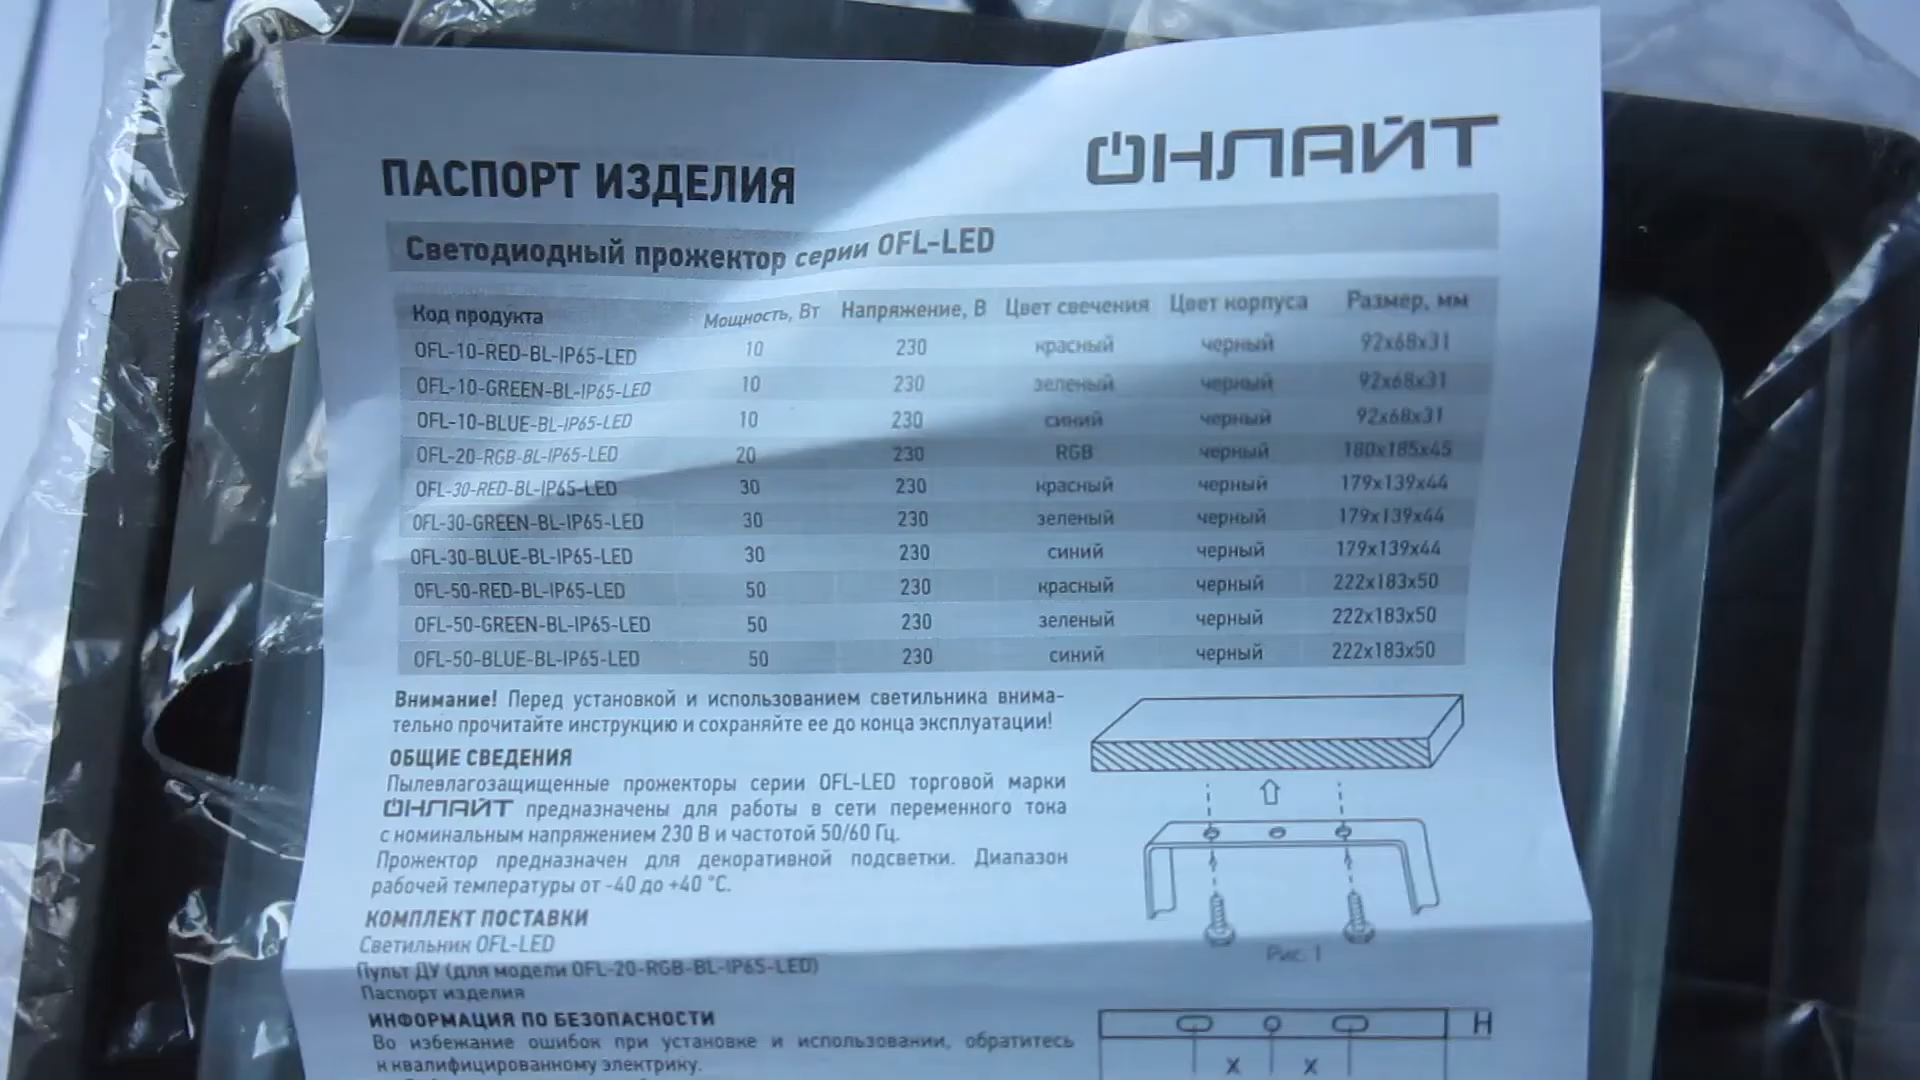 ПАСПОРТ ИЗДЕЛИЯ
ОНЛАЙТ
Светодиодный прожектор серии OFL-LED
Код продукта Мощность, Вт Напряжение, В Цвет свечения Цвет корпуса Размер, мм
OFL-10-RED-BL-IP65-LED 10 230 красный черный 92x68x31
OFL-10-GREEN-BL-IP65-LED 10 230 зеленый черный 92x68x31
OFL-10-BLUE-BL-IP65-LED 10 230 синий черный 92x68x31
OFL-20-RGB-BL-IP65-LED 20 230 RGB черный 180x185x45
OFL-30-RED-BL-IP65-LED 30 230 красный черный 179x139x44
OFL-30-GREEN-BL-IP65-LED 30 230 зеленый черный 179x139x44
OFL-30-BLUE-BL-IP65-LED 30 230 синий черный 179x139x44
OFL-50-RED-BL-IP65-LED 50 230 красный черный 222x183x50
OFL-50-GREEN-BL-IP65-LED 50 230 зеленый черный 222x183x50
OFL-50-BLUE-BL-IP65-LED 50 230 синий черный 222x183x50
Внимание! Перед установкой и использованием светильника внима-
тельно прочитайте инструкцию и сохраняйте ее до конца эксплуатации!
ОБЩИЕ СВЕДЕНИЯ
Пылевлагозащищенные прожекторы серии OFL-LED торговой марки
ОНЛАЙТ предназначены для работы в сети переменного тока
с номинальным напряжением 230 В и частотой 50/60 Гц.
Прожектор предназначен для декоративной подсветки. Диапазон
рабочей температуры от -40 до +40 °С.
КОМПЛЕКТ ПОСТАВКИ
Светильник OFL-LED
Пульт ДУ (для модели OFL-20-RGB-BL-IP65-LED)
Паспорт изделия
ИНФОРМАЦИЯ ПО БЕЗОПАСНОСТИ
Во избежание ошибок при установке и использовании, обратитесь
к квалифицированному электрику.
Рис. 1
H
X X